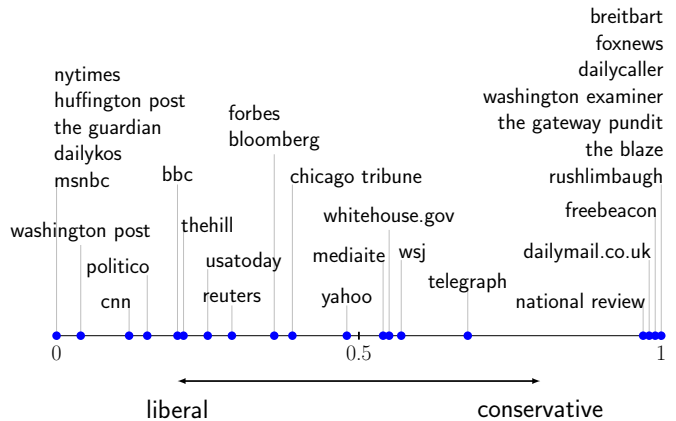 breitbart
foxnews
dailycaller
washington examiner
the gateway pundit
the blaze
rushlimbaugh
nytimes
huffington post
the guardian
dailykos
msnbc
forbes
bloomberg
bbc
chicago tribune
freebeacon
whitehouse.gov
washington post
thehill
mediaite
wsj
dailymail.co.uk
politico
usatoday
telegraph
cnn
reuters
yahoo
national review
0
0.5
1
liberal
conservative